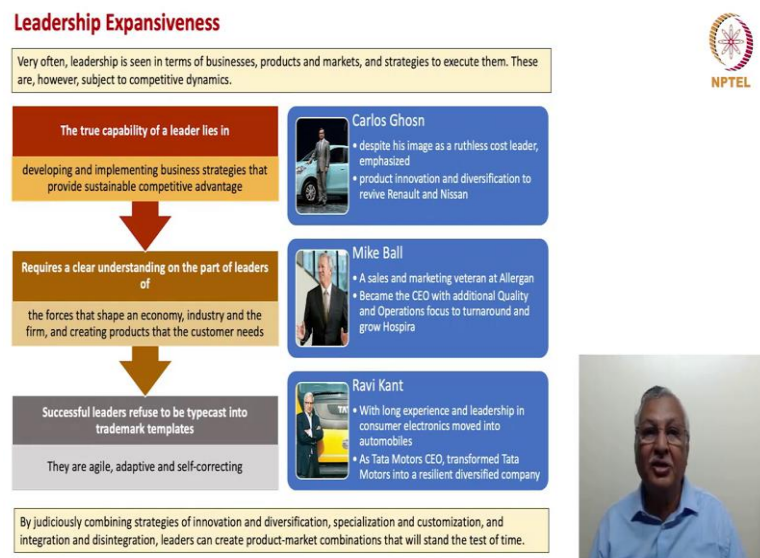 Leadership Expansiveness
NPTEL
Very often, leadership is seen in terms of businesses, products and markets, and strategies to execute them. These
are, however, subject to competitive dynamics.
The true capability of a leader lies in
developing and implementing business strategies that
provide sustainable competitive advantage
Carlos Ghosn
• despite his image as a ruthless cost leader,
emphasized
• product innovation and diversification to
revive Renault and Nissan
Requires a clear understanding on the part of leaders
of
the forces that shape an economy, industry and the
firm, and creating products that the customer needs
Mike Ball
• A sales and marketing veteran at Allergan
• Became the CEO with additional Quality
and Operations focus to turnaround and
grow Hospira
Successful leaders refuse to be typecast into
trademark templates
They are agile, adaptive and self-correcting
Ravi Kant
• With long experience and leadership in
consumer electronics moved into
automobiles
• As Tata Motors CEO, transformed Tata
Motors into a resilient diversified company
By judiciously combining strategies of innovation and diversification, specialization and customization, and
integration and disintegration, leaders can create product-market combinations that will stand the test of time.